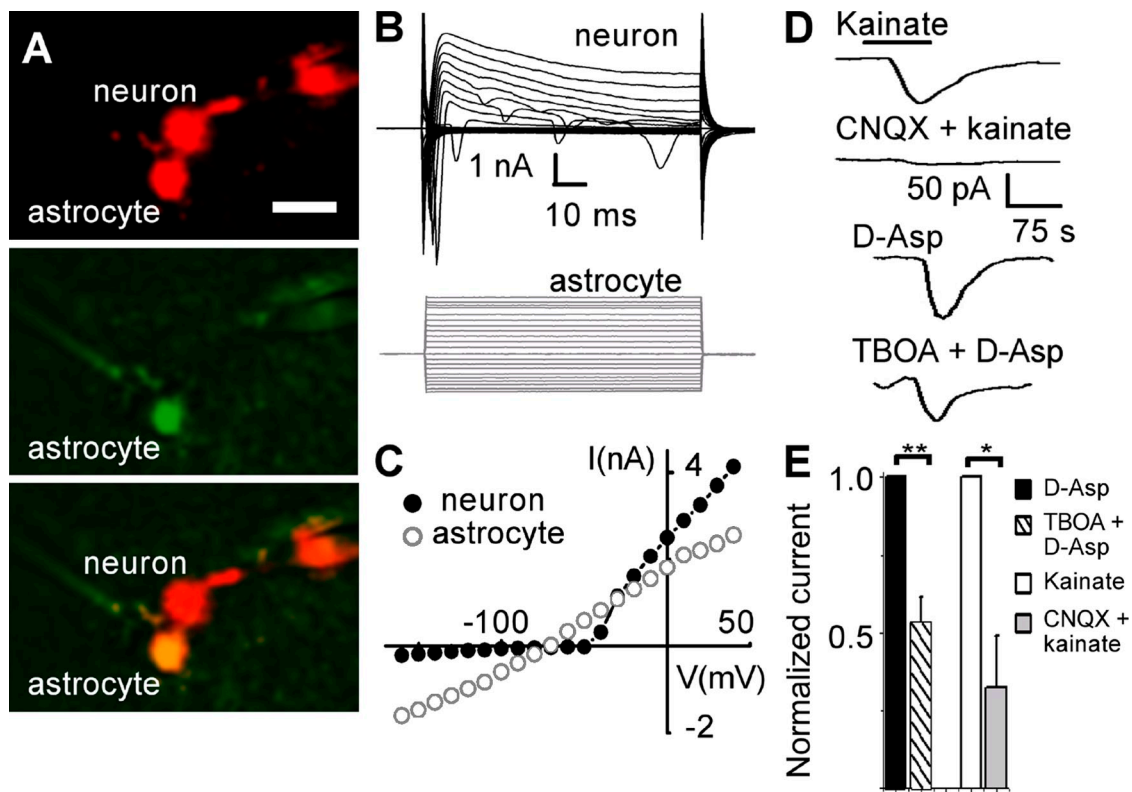 A
neuron
astrocyte
astrocyte
neuron
astrocyte
B
neuron
1 nA
10 ms
astrocyte
C
I(nA)
4
neuron
astrocyte
-100
50
V(mV)
-2
D
Kainate
CNQX + kainate
50 pA
75 s
D-Asp
TBOA + D-Asp
E
**
*
1.0
0.5
Normalized current
D-Asp
TBOA +
D-Asp
Kainate
CNQX +
kainate